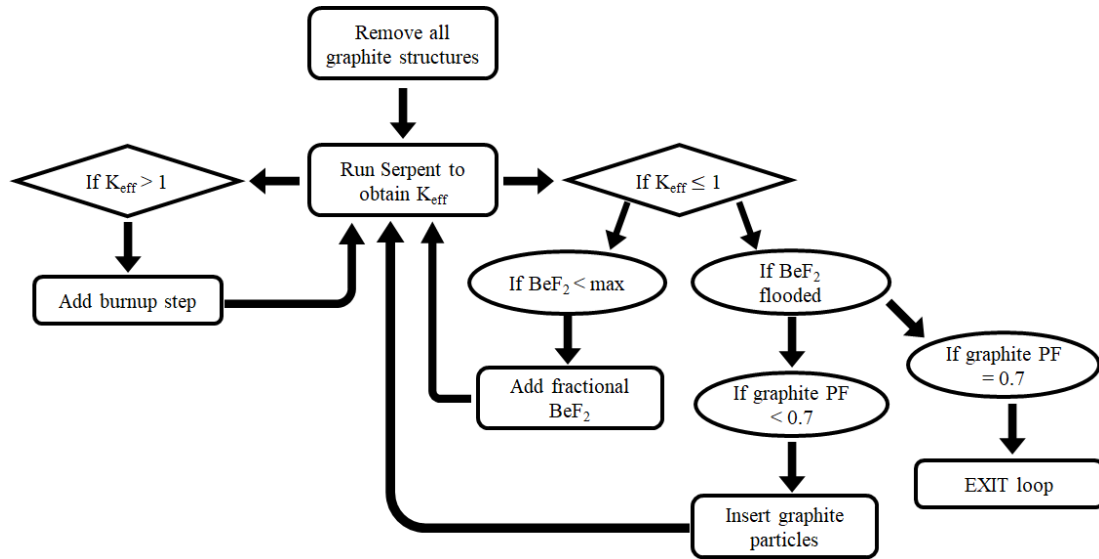 Remove all
graphite structures
If Keff > 1
Run Serpent to
obtain Keff
If Keff ≤ 1
Add burnup step
If BeF2 < max
If BeF2
flooded
Add fractional
BeF2
If graphite PF
< 0.7
If graphite PF
= 0.7
Insert graphite
particles
EXIT loop